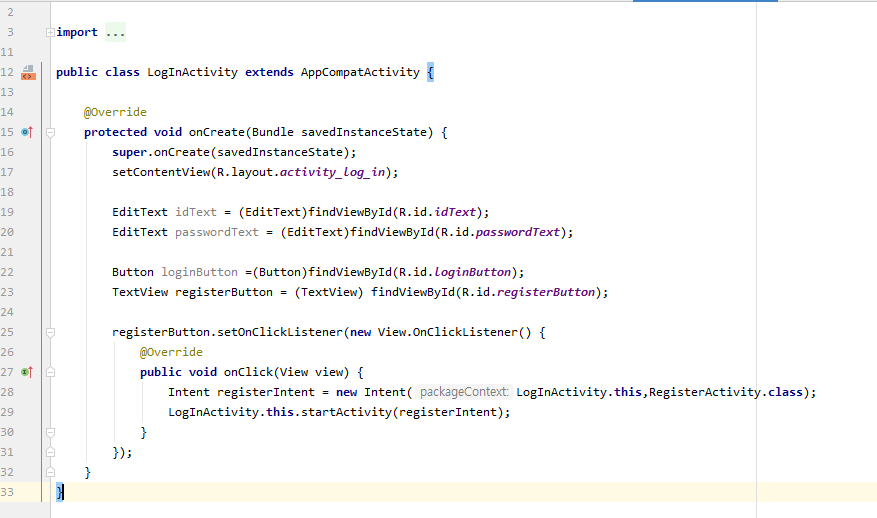 2
3 import ...
11
12 public class LogInActivity extends AppCompatActivity {
13
14 @Override
15 protected void onCreate(Bundle savedInstanceState) {
16 super.onCreate(savedInstanceState);
17 setContentView(R.layout.activity_log_in);
18
19 EditText idText = (EditText)findViewById(R.id.idText);
20 EditText passwordText = (EditText)findViewById(R.id.passwordText);
21
22 Button loginButton =(Button)findViewById(R.id.loginButton);
23 TextView registerButton = (TextView) findViewById(R.id.registerButton);
24
25 registerButton.setOnClickListener(new View.OnClickListener() {
26 @Override
27 public void onClick(View view) {
28 Intent registerIntent = new Intent( packageContext: LogInActivity.this,RegisterActivity.class);
29 LogInActivity.this.startActivity(registerIntent);
30 }
31 });
32 }
33 }